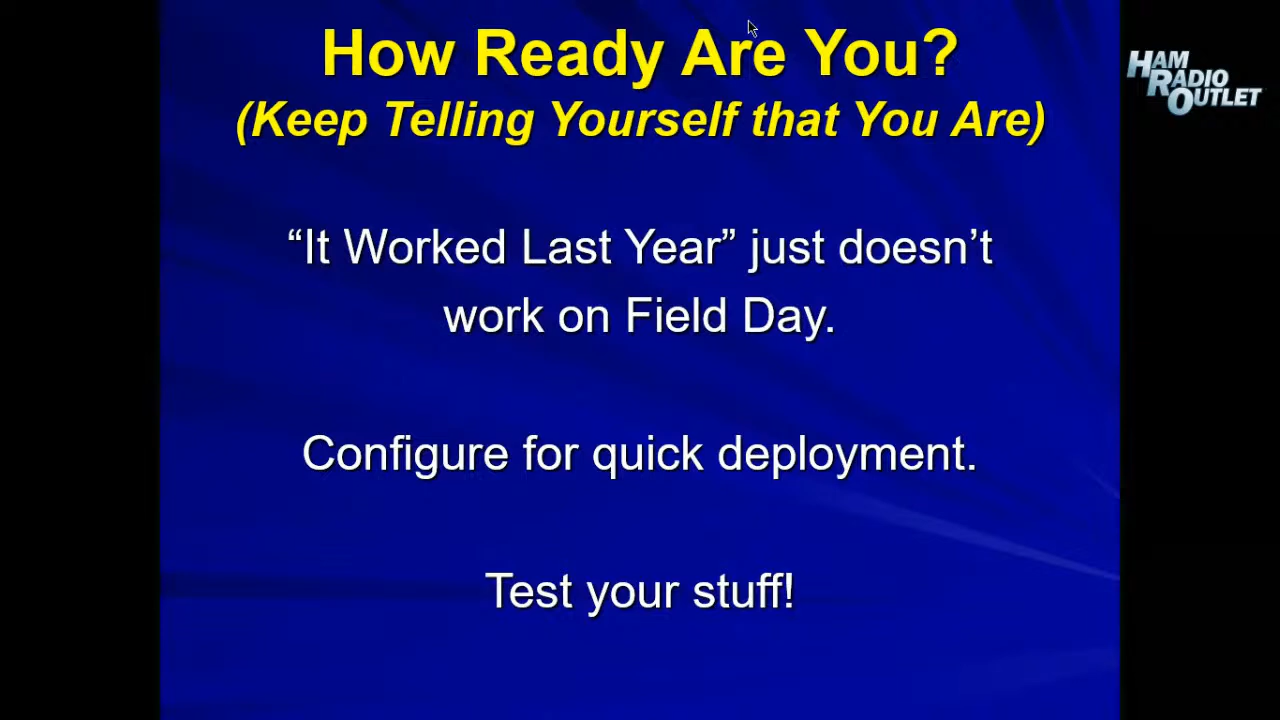 How Ready Are You?
(Keep Telling Yourself that You Are)
HAM
RADIO
OUTLET
“It Worked Last Year” just doesn’t
work on Field Day.
Configure for quick deployment.
Test your stuff!